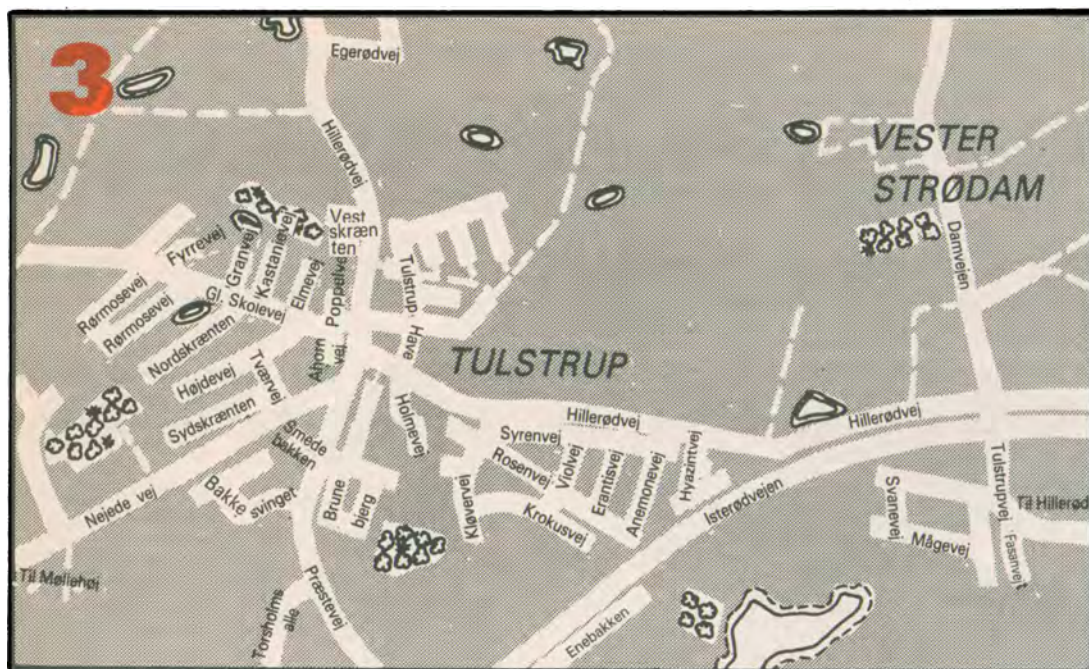 3
Egerødvej
Hillerødvej
VESTER
STRØDAM
Damvejen
Vest
skræn
ten
Fyrrevej
Granvej
Kastanievej
Elmevej
Poppelvej
Tulstrup
Have
Rørmosevej
Rørmosevej
Gl. Skolevej
Nordskrænten
Ahorn
vej
TULSTRUP
Højdevej
Tværvej
Sydskrænten
Smede
bakken
Holmevej
Hillerødvej
Hillerødvej
Syrenvej
Rosenvej
Violvej
Erantisvej
Anemonevej
Hyazintvej
Kløvervej
Krokusvej
Isterødvejen
Nejede vej
Bakke
svinget
Brune
bjerg
Svanevej
Tulstrupvej
Til Hillerød
Mågevej
Fasanvej
Til Møllehøj
Torsholms
alle
Præstevej
Enebakken